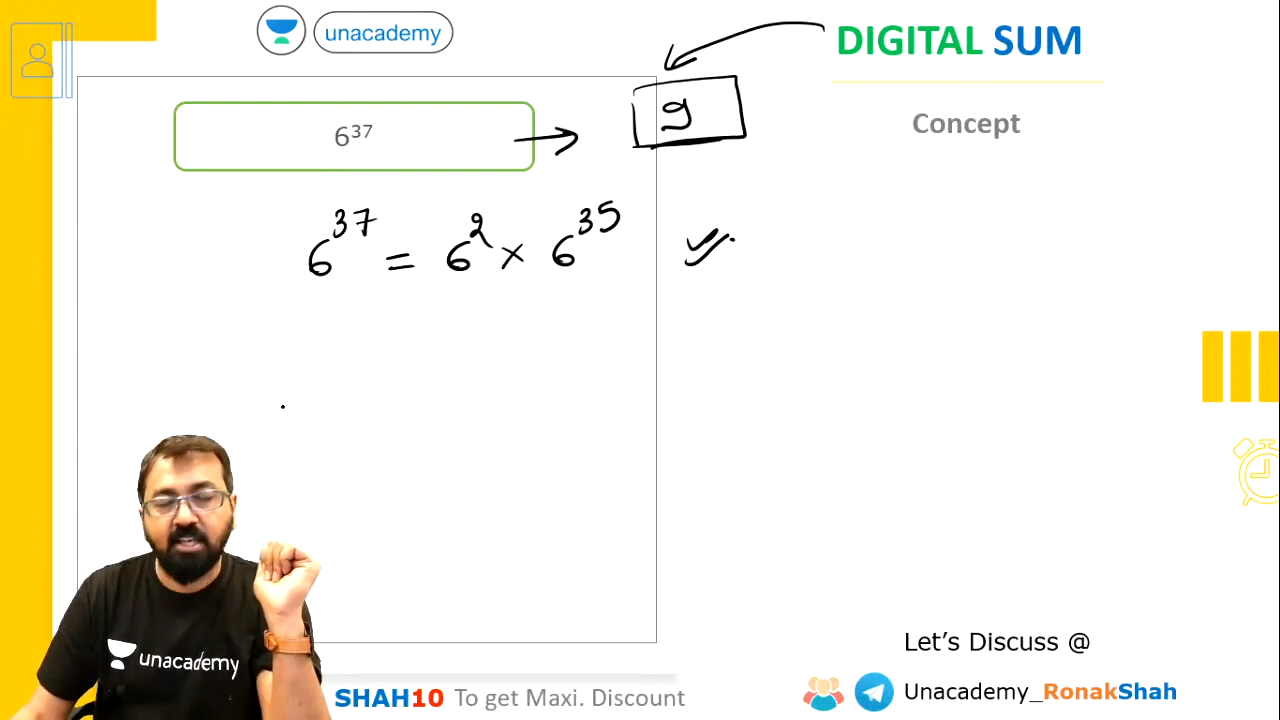 unacademy
DIGITAL SUM
Concept
6³⁷ → 9
6³⁷ = 6² × 6³⁵
unacademy
Let’s Discuss @
Unacademy_RonakShah
SHAH10 To get Maxi. Discount